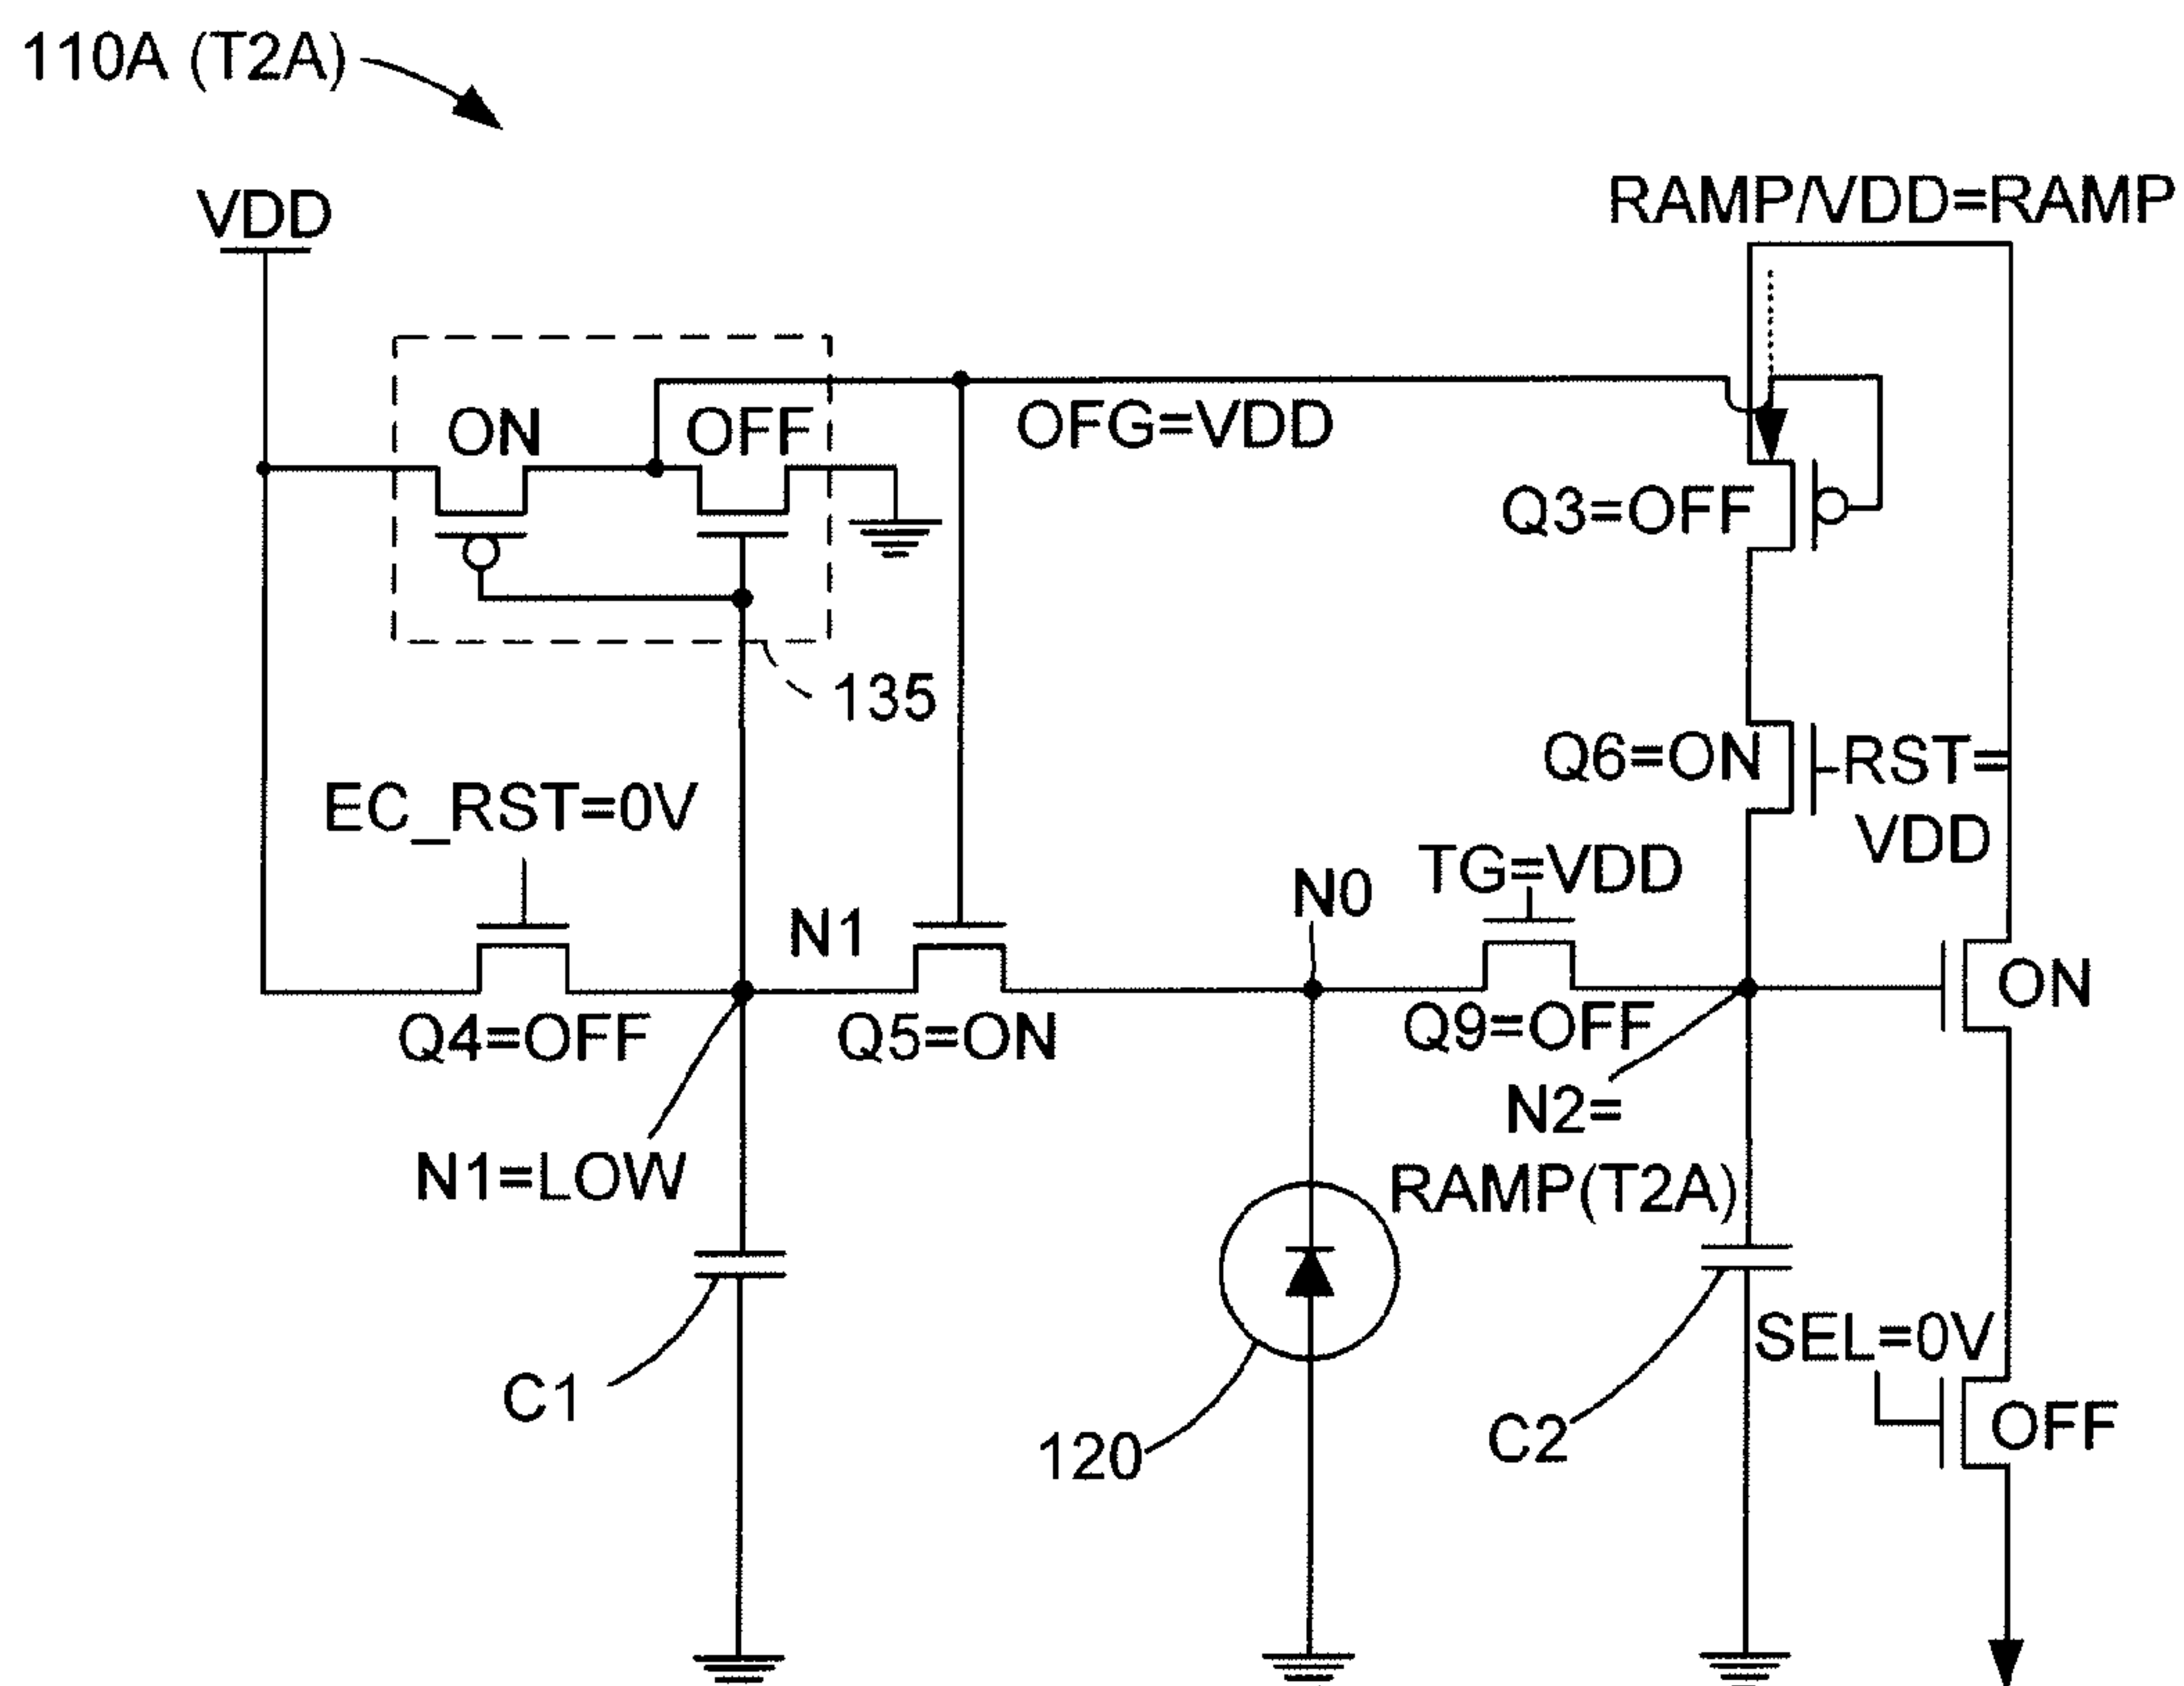 110A (T2A)
VDD
RAMP/VDD=RAMP
ON
OFF
OFG=VDD
Q3=OFF
135
Q6=ON
RST=
VDD
EC_RST=0V
N1
N0
TG=VDD
ON
Q4=OFF
Q5=ON
Q9=OFF
N2=
RAMP(T2A)
N1=LOW
C1
120
C2
SEL=0V
OFF